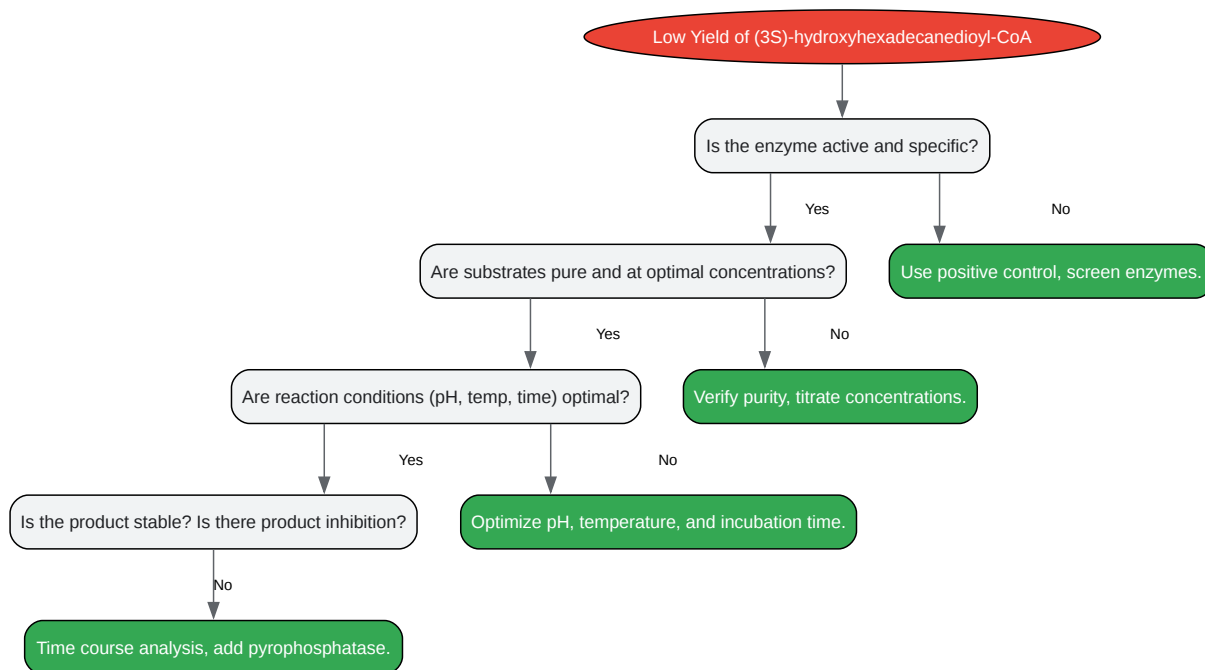 Low Yield of (3S)-hydroxyhexadecanedioyl-CoA
Is the enzyme active and specific?
Yes
No
Are substrates pure and at optimal concentrations?
Use positive control, screen enzymes.
Yes
No
Are reaction conditions (pH, temp, time) optimal?
Verify purity, titrate concentrations.
Yes
No
Is the product stable? Is there product inhibition?
Optimize pH, temperature, and incubation time.
No
Time course analysis, add pyrophosphatase.